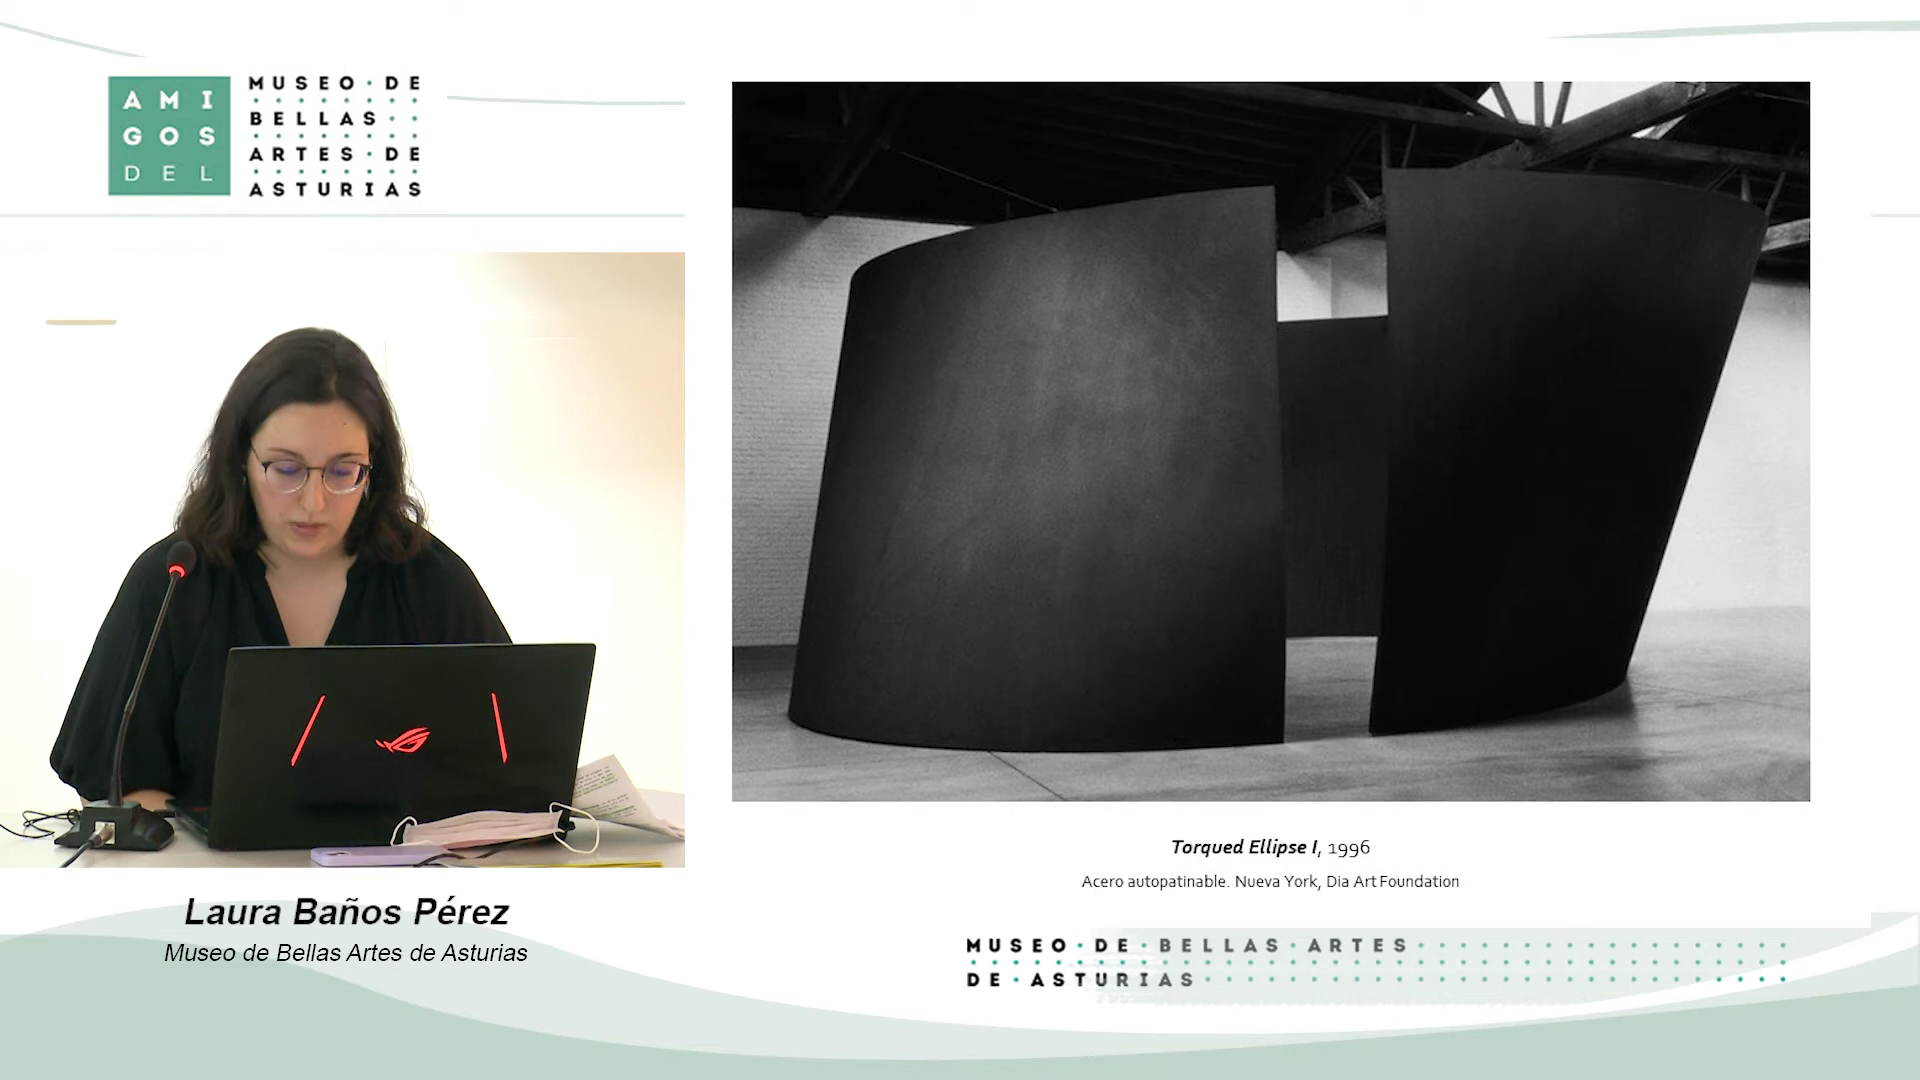 AMI
GOS
DEL
MUSEO·DE
BELLAS
ARTES·DE
ASTURIAS
Torqued Ellipse I, 1996
Acero autopatinable. Nueva York, Dia Art Foundation
Laura Baños Pérez
Museo de Bellas Artes de Asturias
MUSEO·DE·BELLAS·ARTES
DE·ASTURIAS